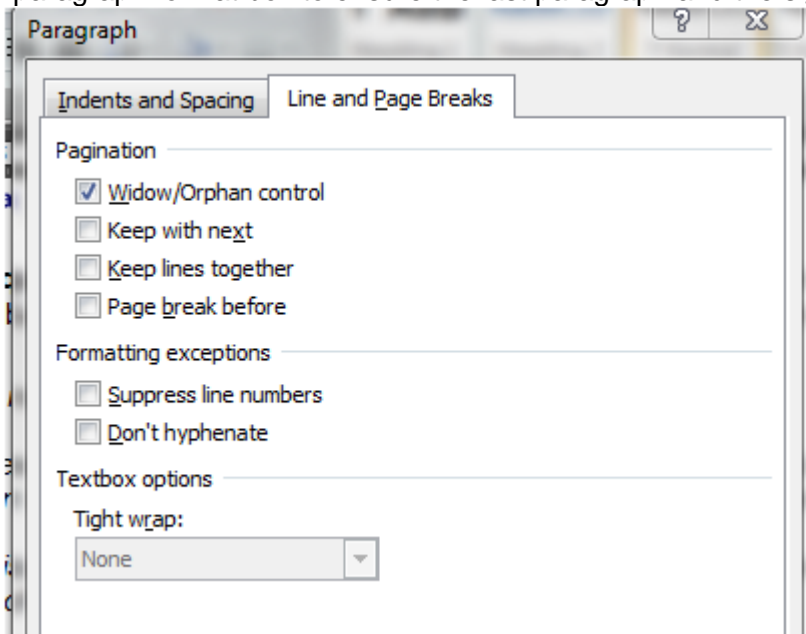 Paragraph
Indents and Spacing Line and Page Breaks
Pagination
Widow/Orphan control
Keep with next
Keep lines together
Page break before
Formatting exceptions
Suppress line numbers
Don't hyphenate
Textbox options
Tight wrap:
None